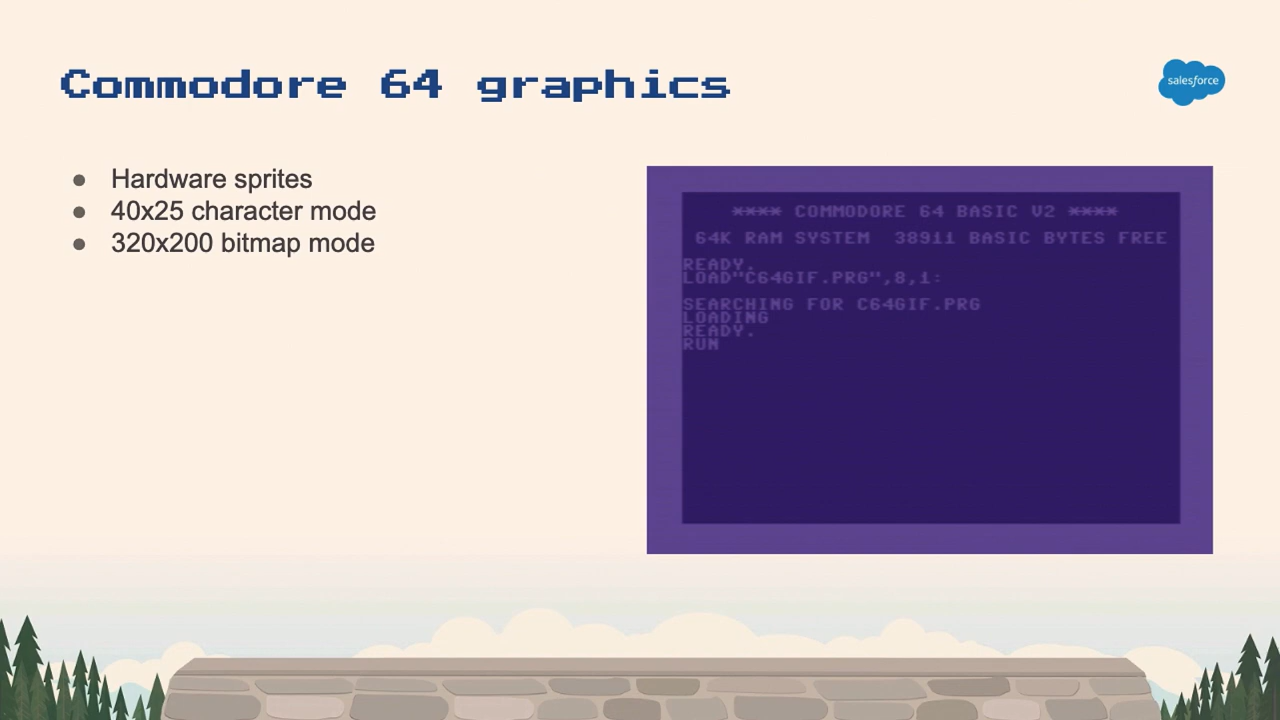 Commodore 64 graphics
salesforce
● Hardware sprites
● 40x25 character mode
● 320x200 bitmap mode
**** COMMODORE 64 BASIC V2 ****
64K RAM SYSTEM  38911 BASIC BYTES FREE
READY.
LOAD"C64GIF.PRG",8,1:
SEARCHING FOR C64GIF.PRG
LOADING
READY.
RUN